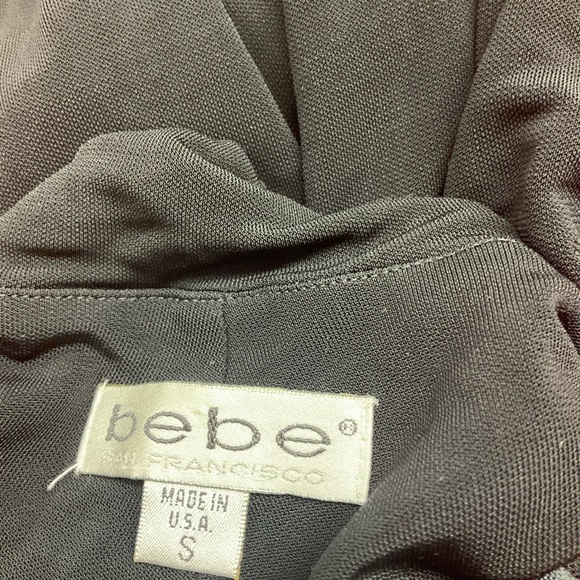 bebe®
SAN FRANCISCO
MADE IN
U.S.A.
S